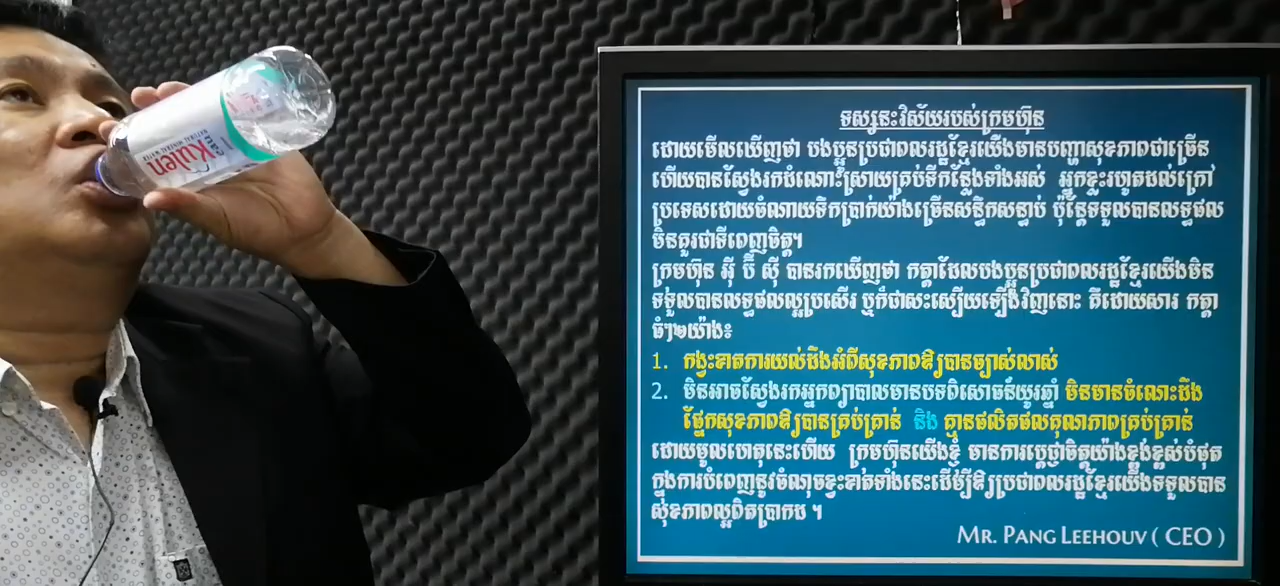 Kulen
NATURAL MINERAL WATER
ទស្សនះវិស័យរបស់ក្រុមហ៊ុន
ដោយមើលឃើញថា បងប្អូនប្រជាពលរដ្ឋខ្មែរយើងមានបញ្ហាសុខភាពជាច្រើន
ហើយបានស្វែងរកដំណោះស្រាយគ្រប់ទីកន្លែងទាំងអស់ អ្នកខ្លះរហូតដល់ក្រៅ
ប្រទេសដោយចំណាយទឹកប្រាក់យ៉ាងច្រើនសន្ធឹកសន្ធាប់ ប៉ុន្តែទទួលបានលទ្ធផល
មិនគួរជាទីពេញចិត្ត។
ក្រុមហ៊ុន អ៊ី ប៊ី ស៊ី បានរកឃើញថា កត្តាដែលបងប្អូនប្រជាពលរដ្ឋខ្មែរយើងមិន
ទទួលបានលទ្ធផលល្អប្រសើរ ឬក៏ជាសះស្បើយឡើងវិញនោះ គឺដោយសារ កត្តា
ធំៗ២យ៉ាង៖
1. កង្វះខាតការយល់ដឹងអំពីសុខភាពឱ្យបានច្បាស់លាស់
2. មិនអាចស្វែងរកអ្នកព្យាបាលមានបទពិសោធន៍យូរឆ្នាំ មិនមានចំណេះដឹង
ផ្នែកសុខភាពឱ្យបានគ្រប់គ្រាន់ និង គ្មានផលិតផលគុណភាពគ្រប់គ្រាន់
ដោយមូលហេតុនេះហើយ ក្រុមហ៊ុនយើងខ្ញុំ មានការប្តេជ្ញាចិត្តយ៉ាងខ្ពង់ខ្ពស់បំផុត
ក្នុងការបំពេញនូវចំណុចខ្វះខាតទាំងនេះដើម្បីឱ្យប្រជាពលរដ្ឋខ្មែរយើងទទួលបាន
សុខភាពល្អពិតប្រាកដ ។
MR. PANG LEEHOUV ( CEO )